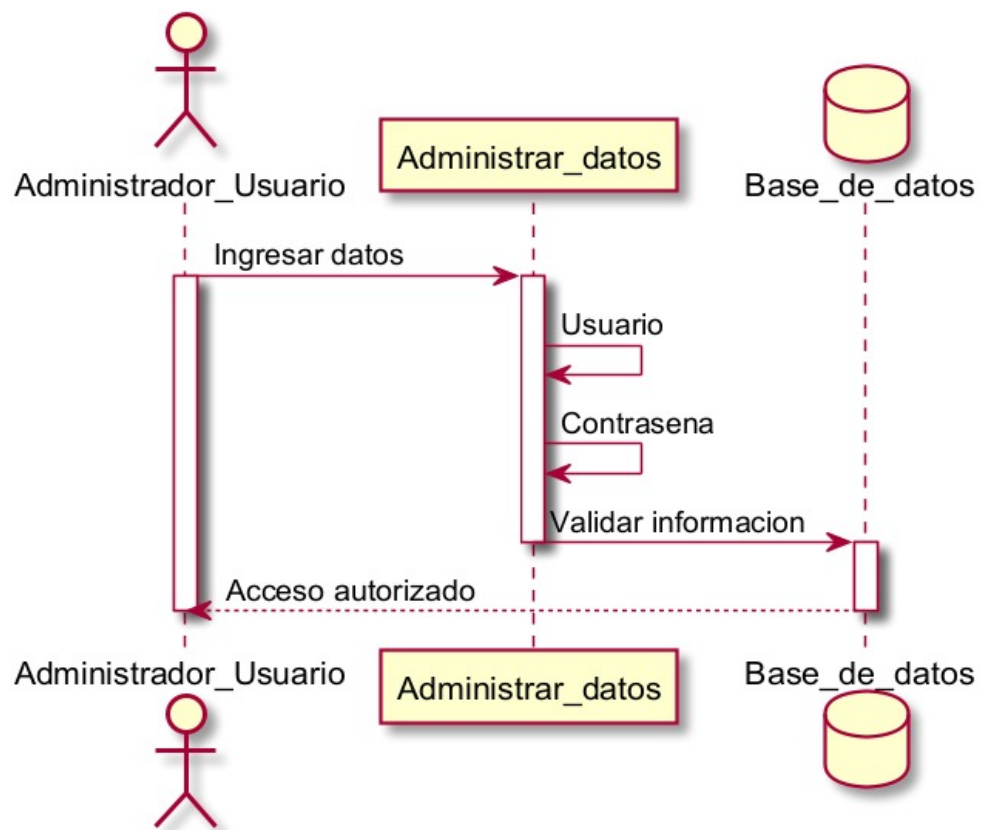 Administrador_Usuario
Administrar_datos
Base_de_datos
Ingresar datos
Usuario
Contrasena
Validar informacion
Acceso autorizado
Administrador_Usuario
Administrar_datos
Base_de_datos